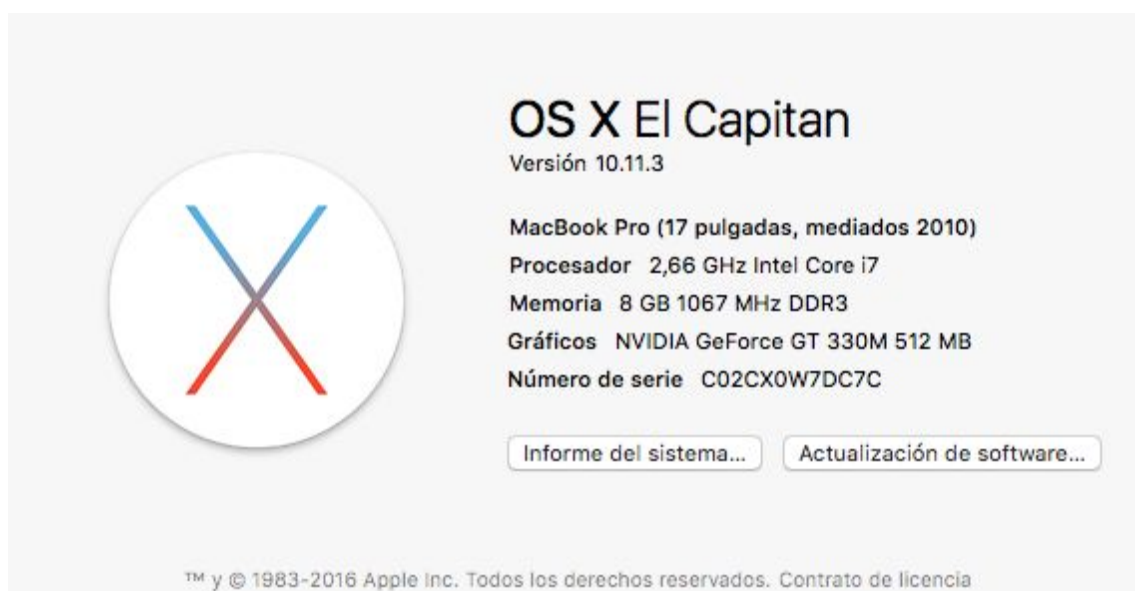 OS X El Capitan
Versión 10.11.3
MacBook Pro (17 pulgadas, mediados 2010)
Procesador 2,66 GHz Intel Core i7
Memoria 8 GB 1067 MHz DDR3
Gráficos NVIDIA GeForce GT 330M 512 MB
Número de serie C02CX0W7DC7C
Informe del sistema... Actualización de software...
™ y © 1983-2016 Apple Inc. Todos los derechos reservados. Contrato de licencia